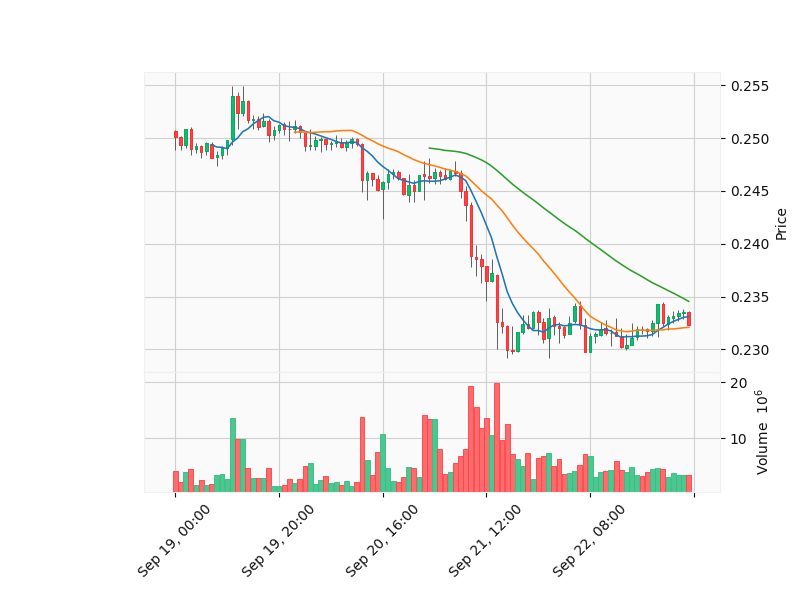 0.255
0.250
0.245
0.240
0.235
0.230
Price
20
10
Volume 10^6
Sep 19, 00:00
Sep 19, 20:00
Sep 20, 16:00
Sep 21, 12:00
Sep 22, 08:00